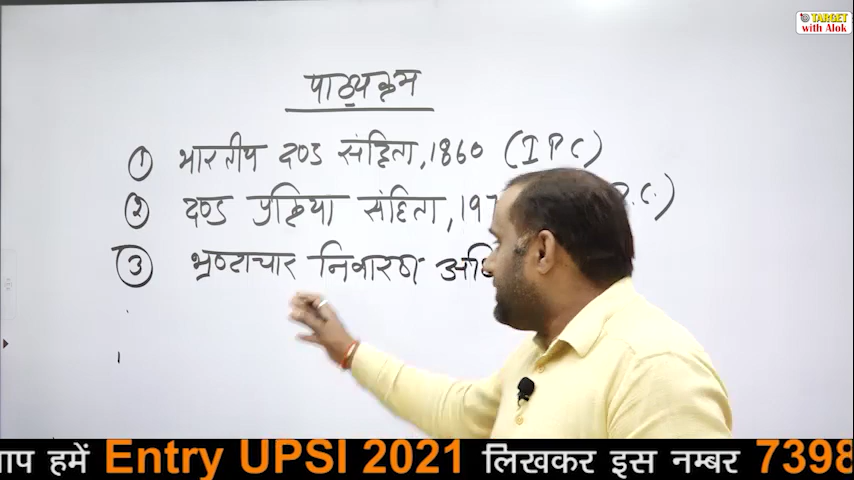 TARGET
with Alok
पाठ्यक्रम
① भारतीय दण्ड संहिता, 1860 (IPC)
② दण्ड प्रक्रिया संहिता, 197 .C.)
③ भ्रष्टाचार निवारण अधि
हमें Entry UPSI 2021 लिखकर इस नम्बर 7398